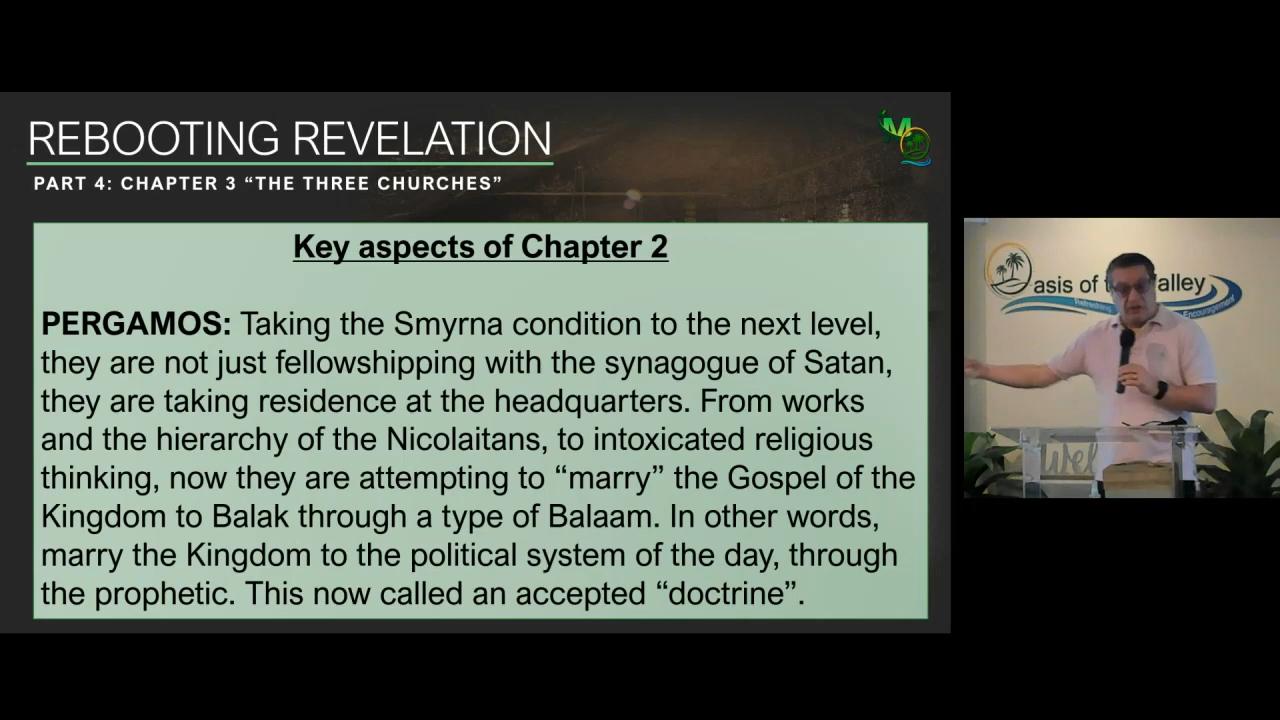 REBOOTING REVELATION
PART 4: CHAPTER 3 “THE THREE CHURCHES”
Key aspects of Chapter 2
PERGAMOS: Taking the Smyrna condition to the next level,
they are not just fellowshipping with the synagogue of Satan,
they are taking residence at the headquarters. From works
and the hierarchy of the Nicolaitans, to intoxicated religious
thinking, now they are attempting to “marry” the Gospel of the
Kingdom to Balak through a type of Balaam. In other words,
marry the Kingdom to the political system of the day, through
the prophetic. This now called an accepted “doctrine”.
MO
asis of t alley
Wel